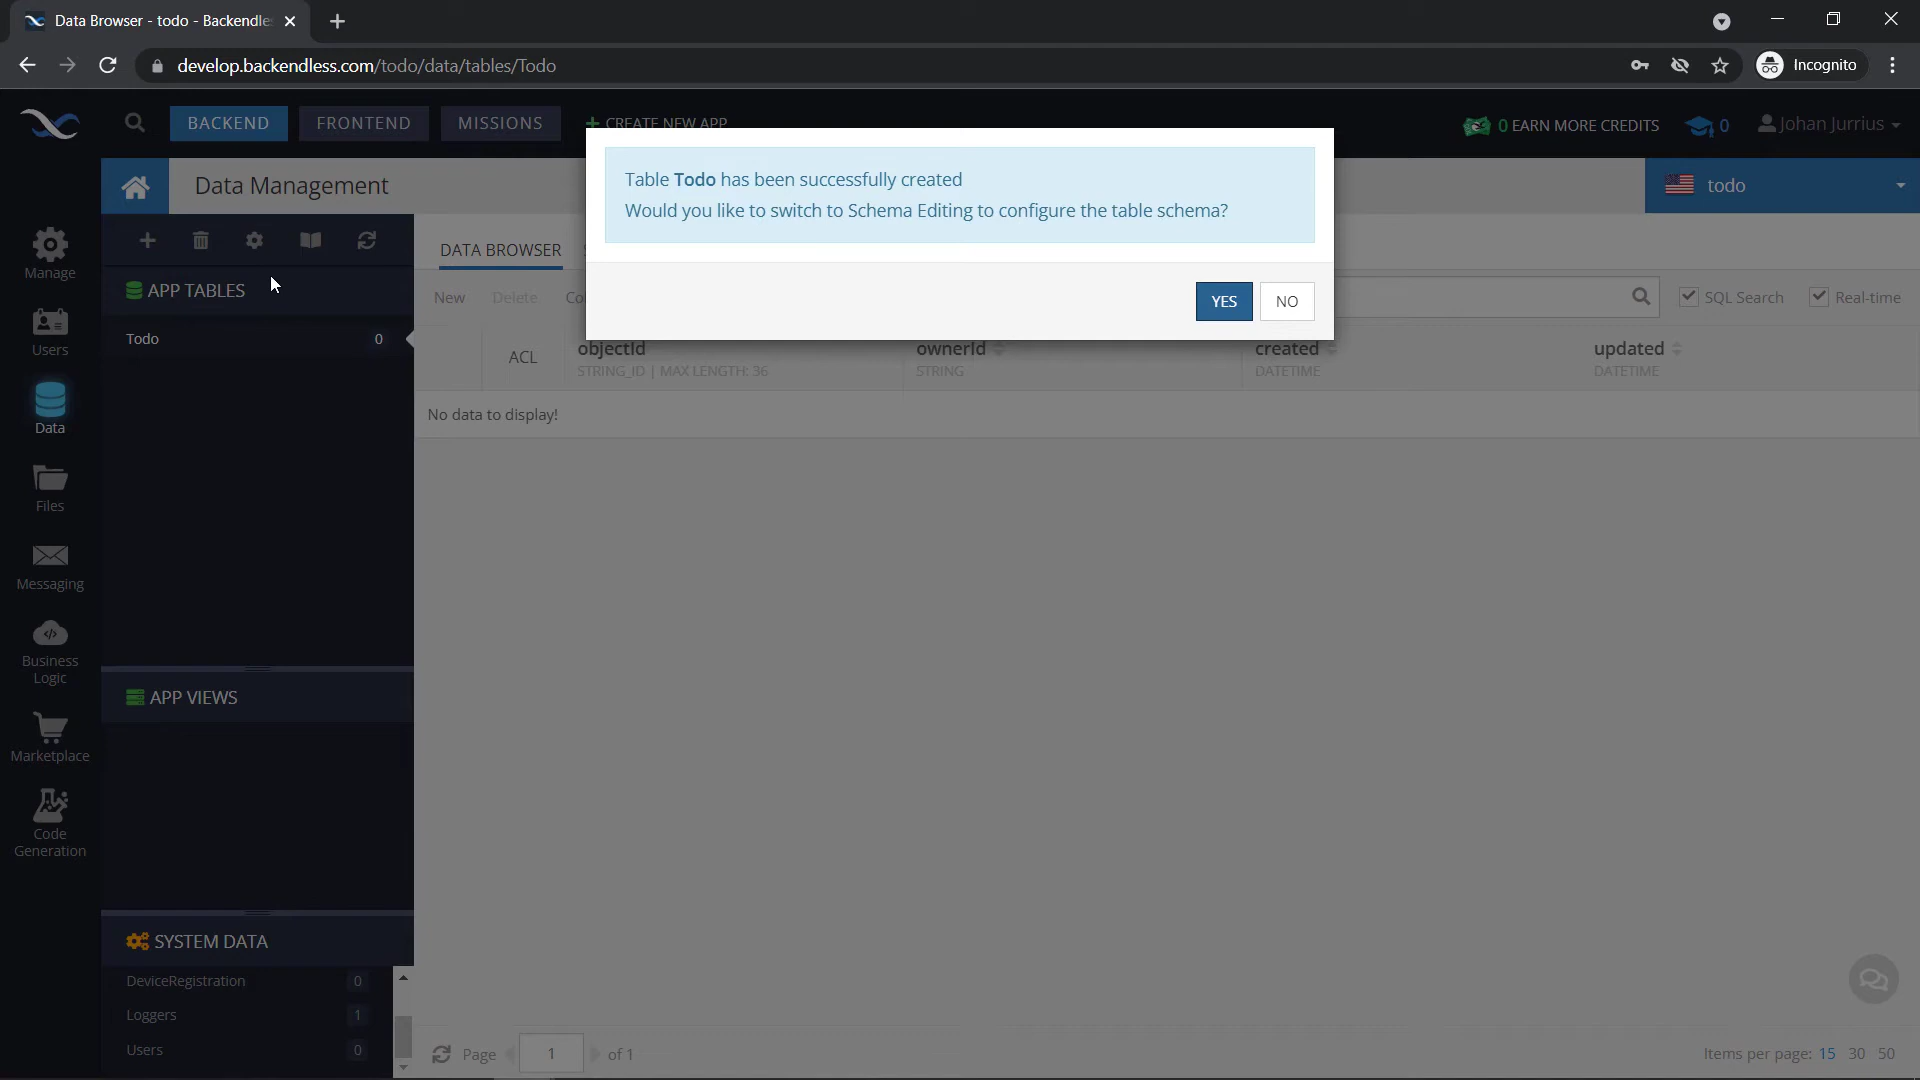 Data Browser - todo - Backendle
develop.backendless.com/todo/data/tables/Todo
Incognito
BACKEND
FRONTEND
MISSIONS
+ CREATE NEW APP
0 EARN MORE CREDITS
0
Johan Jurrius
Data Management
todo
Table Todo has been successfully created
Would you like to switch to Schema Editing to configure the table schema?
YES
NO
Manage
Users
Data
Files
Messaging
Business
Logic
Marketplace
Code
Generation
APP TABLES
Todo 0
APP VIEWS
SYSTEM DATA
DeviceRegistration 0
Loggers 1
Users 0
DATA BROWSER
New
Delete
SQL Search
Real-time
ACL
objectId
STRING_ID | MAX LENGTH: 36
ownerId
STRING
created
DATETIME
updated
DATETIME
No data to display!
Page 1 of 1
Items per page: 15 30 50